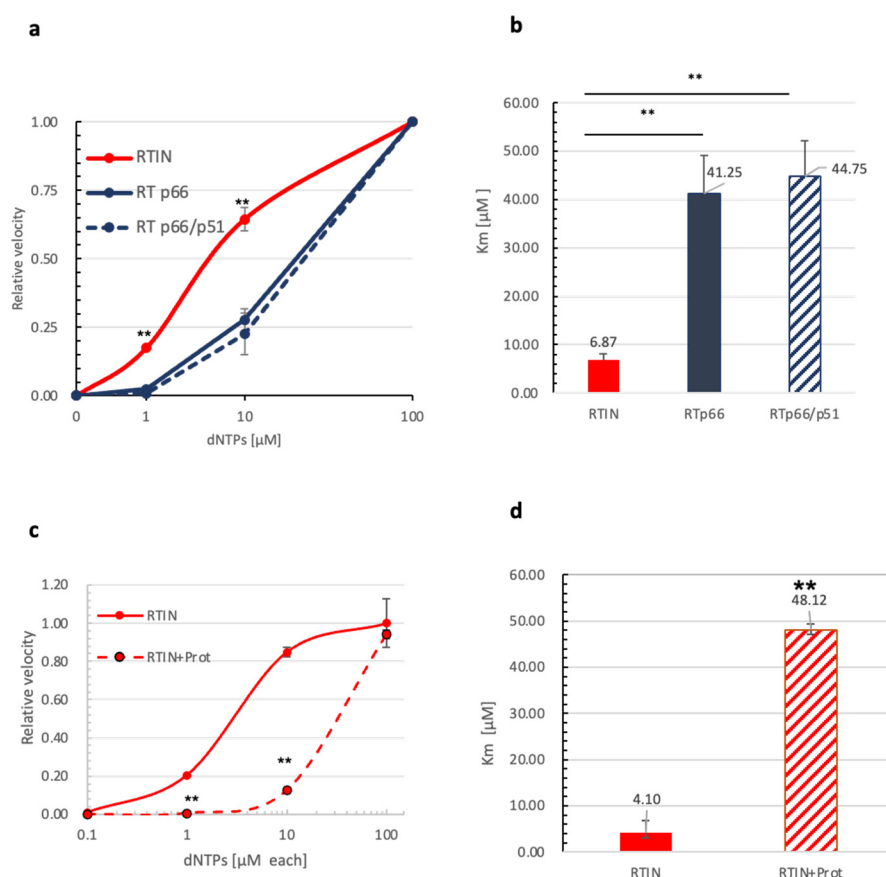 a
1.00
0.75
0.50
0.25
0.00
Relative velocity
RTIN
RT p66
RT p66/p51
**
**
0
1
10
100
dNTPs [µM]
b
**
**
60.00
50.00
40.00
30.00
20.00
10.00
0.00
Km [µM ]
6.87
41.25
44.75
RTIN
RTp66
RTp66/p51
c
1.20
1.00
0.80
0.60
0.40
0.20
0.00
Relative velocity
RTIN
RTIN+Prot
**
**
0.1
1
10
100
dNTPs [µM each]
d
60.00
50.00
40.00
30.00
20.00
10.00
0.00
Km [µM]
**
48.12
4.10
RTIN
RTIN+Prot